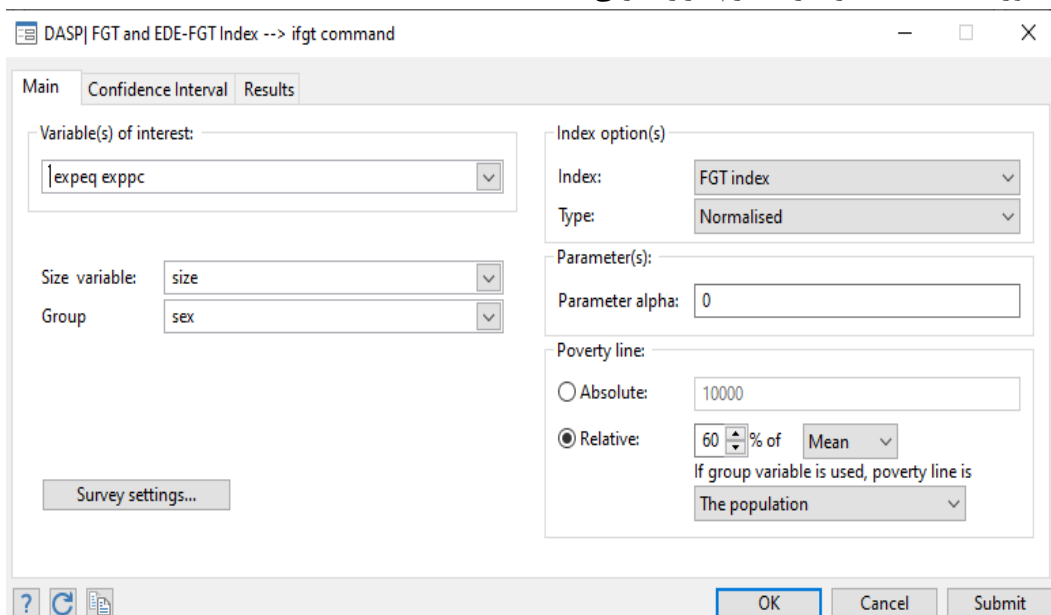 DASP| FGT and EDE-FGT Index --> ifgt command
Main Confidence Interval Results
Variable(s) of interest:
expeq exppc
Size variable: size
Group sex
Survey settings...
Index option(s)
Index: FGT index
Type: Normalised
Parameter(s):
Parameter alpha: 0
Poverty line:
Absolute: 10000
Relative: 60 % of Mean
If group variable is used, poverty line is
The population
? OK Cancel Submit